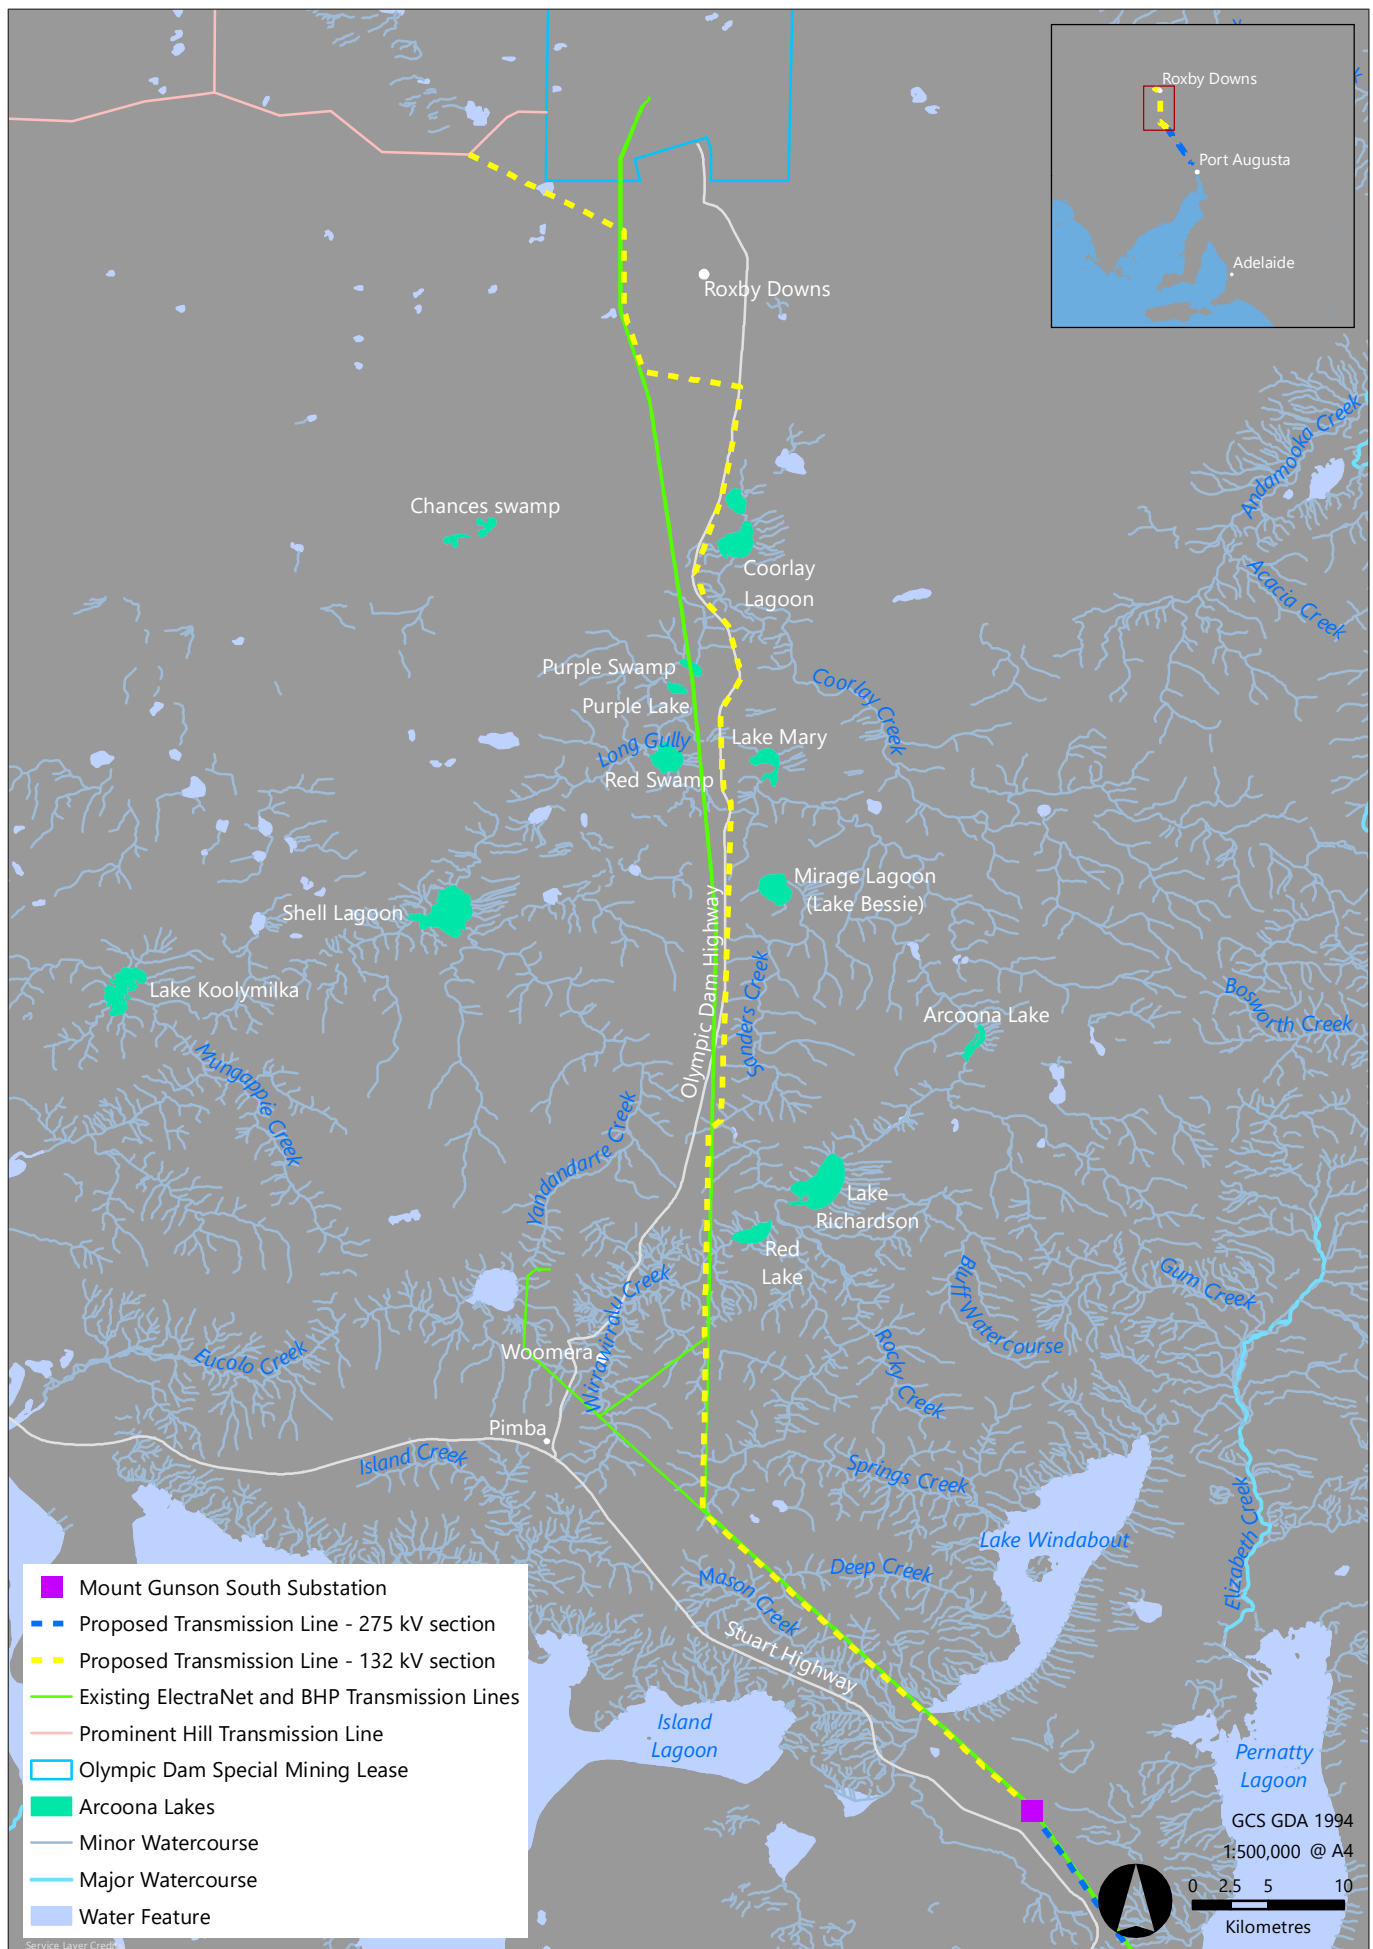 Roxby Downs
Port Augusta
Adelaide
Roxby Downs
Andamooka Creek
Chances swamp
Coorlay
Lagoon
Acacia Creek
Purple Swamp
Purple Lake
Coorlay Creek
Long Gully
Lake Mary
Red Swamp
Mirage Lagoon
(Lake Bessie)
Shell Lagoon
Olympic Dam Highway
Lake Koolymilka
Sanders Creek
Bosworth Creek
Arcoona Lake
Mungappie Creek
Yandandarre Creek
Lake
Richardson
Red
Lake
Bluff Watercourse
Gum Creek
Wirrawirralu Creek
Eucolo Creek
Woomera
Rocky Creek
Pimba
Island Creek
Springs Creek
Elizabeth Creek
Lake Windabout
Deep Creek
Mason Creek
Stuart Highway
Island
Lagoon
Pernatty
Lagoon
Mount Gunson South Substation
Proposed Transmission Line - 275 kV section
Proposed Transmission Line - 132 kV section
Existing ElectraNet and BHP Transmission Lines
Prominent Hill Transmission Line
Olympic Dam Special Mining Lease
Arcoona Lakes
Minor Watercourse
Major Watercourse
Water Feature
GCS GDA 1994
1:500,000 @ A4
0 2.5 5 10
Kilometres
Service Layer Cred